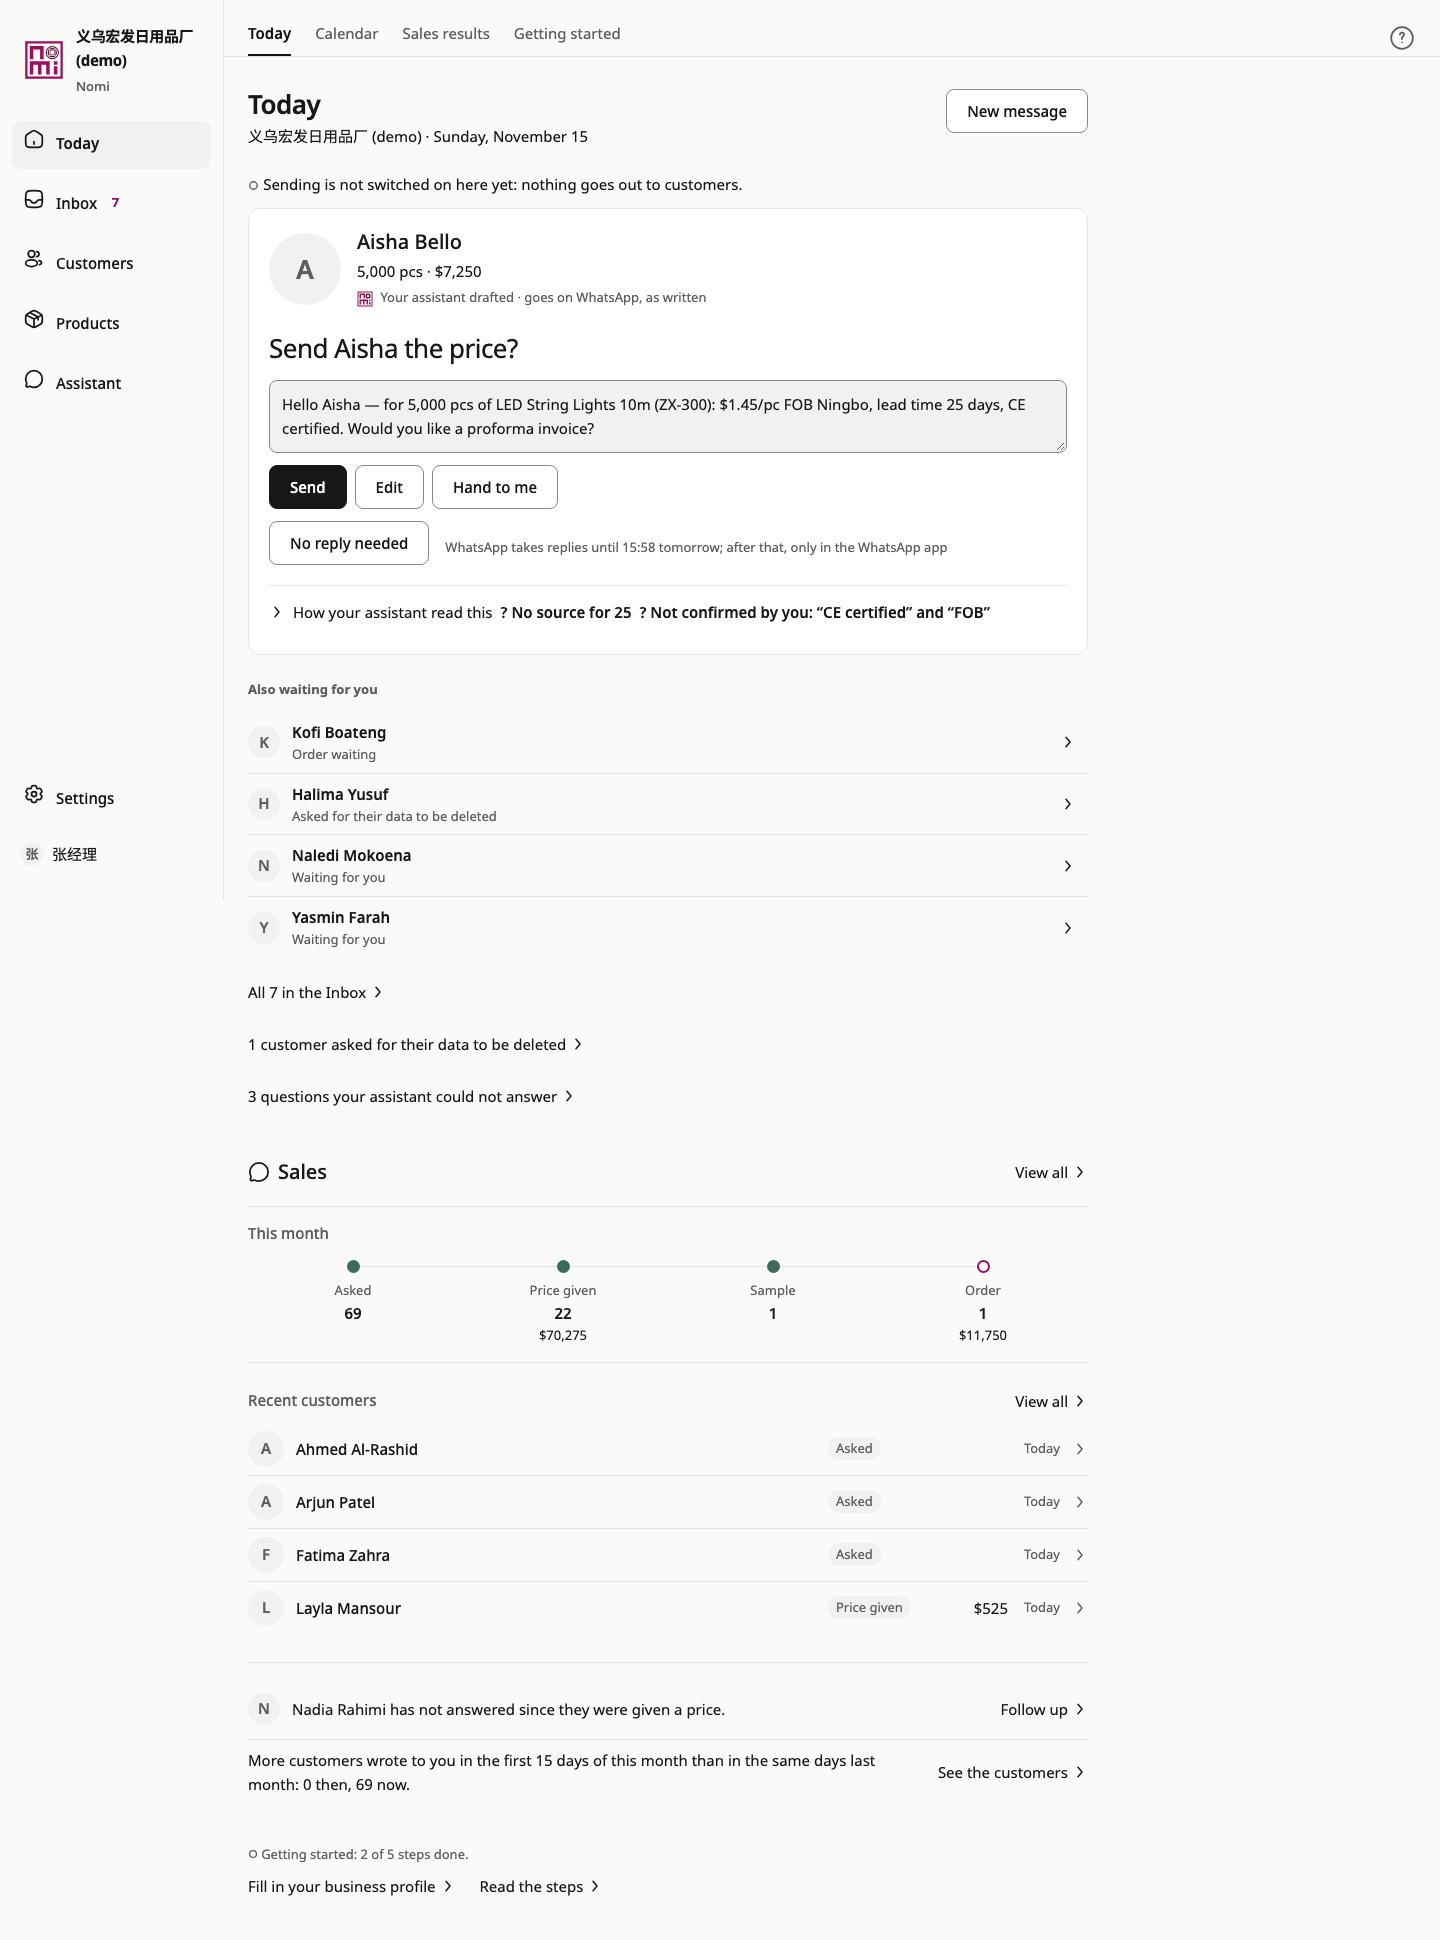 义乌宏发日用品厂
(demo)
Nomi
Today
Inbox 7
Customers
Products
Assistant
Settings
张 张经理
Today Calendar Sales results Getting started
Today
New message
义乌宏发日用品厂 (demo) · Sunday, November 15
Sending is not switched on here yet: nothing goes out to customers.
A
Aisha Bello
5,000 pcs · $7,250
Your assistant drafted · goes on WhatsApp, as written
Send Aisha the price?
Hello Aisha — for 5,000 pcs of LED String Lights 10m (ZX-300): $1.45/pc FOB Ningbo, lead time 25 days, CE
certified. Would you like a proforma invoice?
Send Edit Hand to me
No reply needed WhatsApp takes replies until 15:58 tomorrow; after that, only in the WhatsApp app
How your assistant read this ? No source for 25 ? Not confirmed by you: “CE certified” and “FOB”
Also waiting for you
K Kofi Boateng
Order waiting
H Halima Yusuf
Asked for their data to be deleted
N Naledi Mokoena
Waiting for you
Y Yasmin Farah
Waiting for you
All 7 in the Inbox
1 customer asked for their data to be deleted
3 questions your assistant could not answer
Sales View all
This month
Asked Price given Sample Order
69 22 1 1
$70,275 $11,750
Recent customers View all
A Ahmed Al-Rashid Asked Today
A Arjun Patel Asked Today
F Fatima Zahra Asked Today
L Layla Mansour Price given $525 Today
N Nadia Rahimi has not answered since they were given a price. Follow up
More customers wrote to you in the first 15 days of this month than in the same days last
month: 0 then, 69 now.
See the customers
Getting started: 2 of 5 steps done.
Fill in your business profile Read the steps